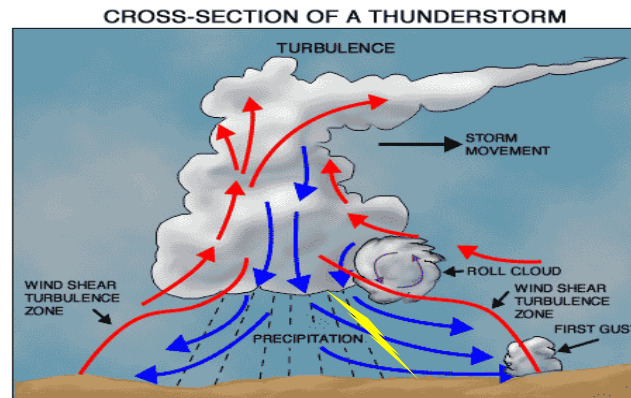 CROSS-SECTION OF A THUNDERSTORM
TURBULENCE
STORM
MOVEMENT
ROLL CLOUD
WIND SHEAR
TURBULENCE
ZONE
WIND SHEAR
TURBULENCE
ZONE
FIRST GUST
PRECIPITATION